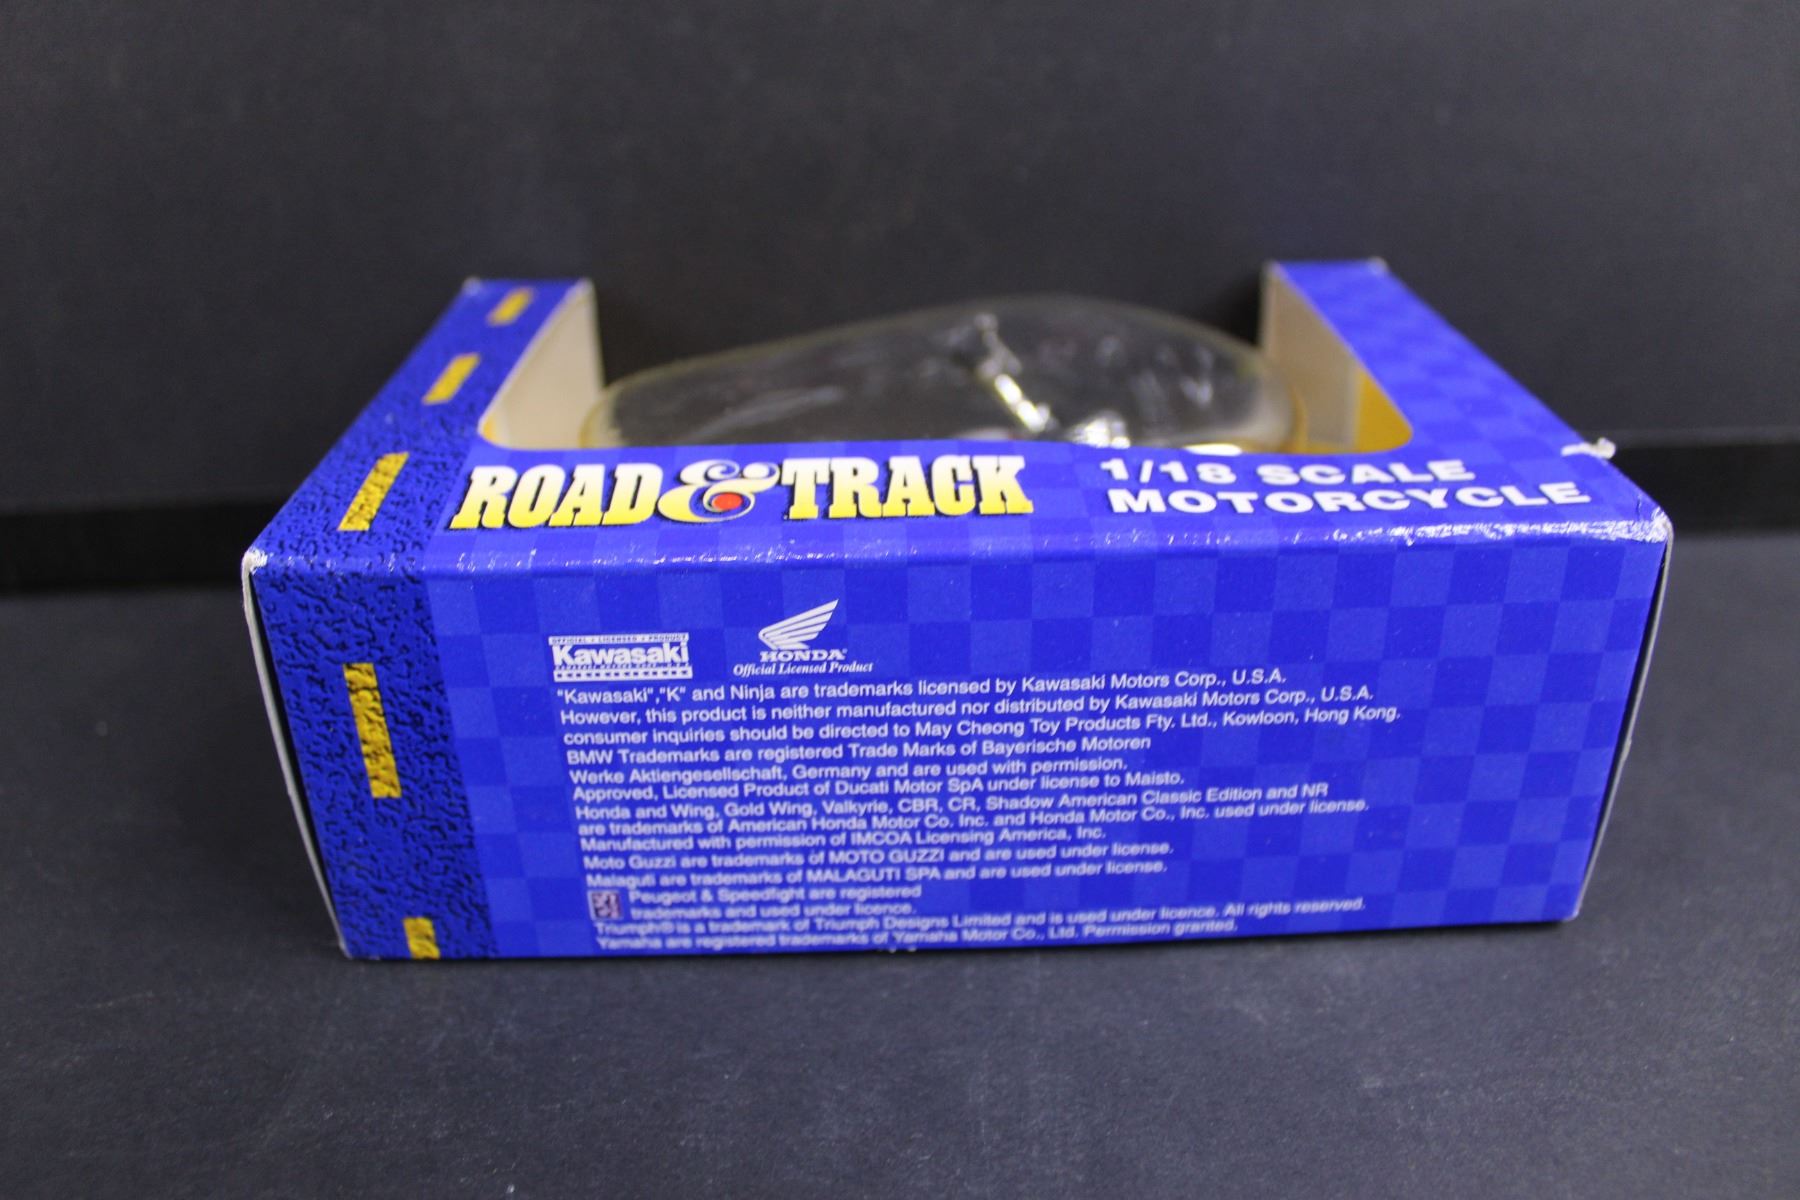 ROAD & TRACK
1/18 SCALE
MOTORCYCLE
OFFICIAL LICENSED PRODUCT
Kawasaki
HONDA
Official Licensed Product
"Kawasaki","K" and Ninja are trademarks licensed by Kawasaki Motors Corp., U.S.A.
However, this product is neither manufactured nor distributed by Kawasaki Motors Corp., U.S.A.
consumer inquiries should be directed to May Cheong Toy Products Fty. Ltd., Kowloon, Hong Kong.
BMW Trademarks are registered Trade Marks of Bayerische Motoren
Werke Aktiengesellschaft, Germany and are used with permission.
Approved, Licensed Product of Ducati Motor SpA under license to Maisto.
Honda and Wing, Gold Wing, Valkyrie, CBR, CR, Shadow American Classic Edition and NR
are trademarks of American Honda Motor Co. Inc. and Honda Motor Co., Inc. used under license.
Manufactured with permission of IMCOA Licensing America, Inc.
Moto Guzzi are trademarks of MOTO GUZZI and are used under license.
Malaguti are trademarks of MALAGUTI SPA and are used under license.
Peugeot & Speedfight are registered
trademarks and used under licence.
Triumph® is a trademark of Triumph Designs Limited and is used under licence. All rights reserved.
Yamaha are registered trademarks of Yamaha Motor Co., Ltd. Permission granted.